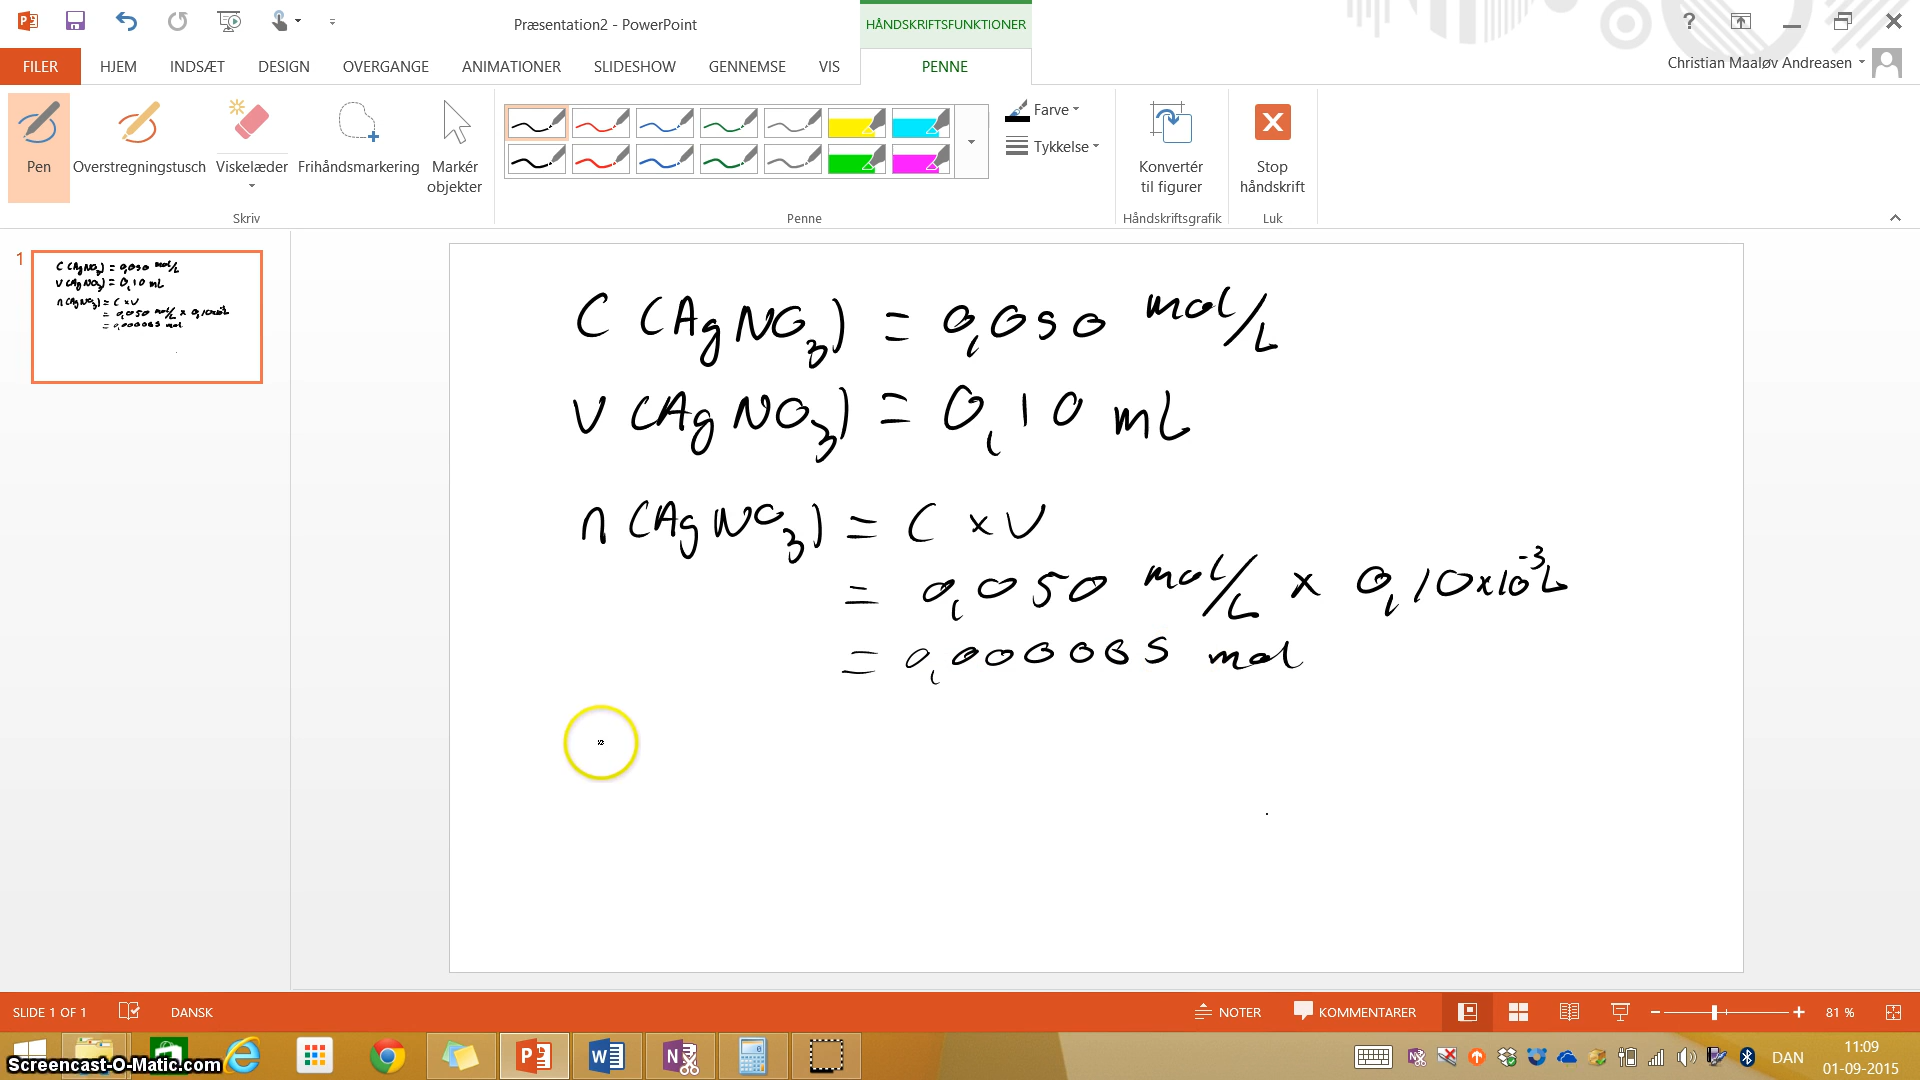 Præsentation2 - PowerPoint
HÅNDSKRIFTSFUNKTIONER
?
FILER HJEM INDSÆT DESIGN OVERGANGE ANIMATIONER SLIDESHOW GENNEMSE VIS PENNE
Christian Maaløv Andreasen
Pen Overstregningstusch Viskelæder Frihåndsmarkering Markér objekter
Farve
Tykkelse
Konvertér til figurer
Stop håndskrift
Skriv Penne Håndskriftsgrafik Luk
1
C (AgNO3) = 0,050 mol/L
V (AgNO3) = 0,10 mL
n (AgNO3) = C x V
= 0,050 mol/L x 0,10x10⁻³ L
= 0,000005 mol
SLIDE 1 OF 1 DANSK NOTER KOMMENTARER 81 %
Screencast-O-Matic.com
DAN
11:09
01-09-2015